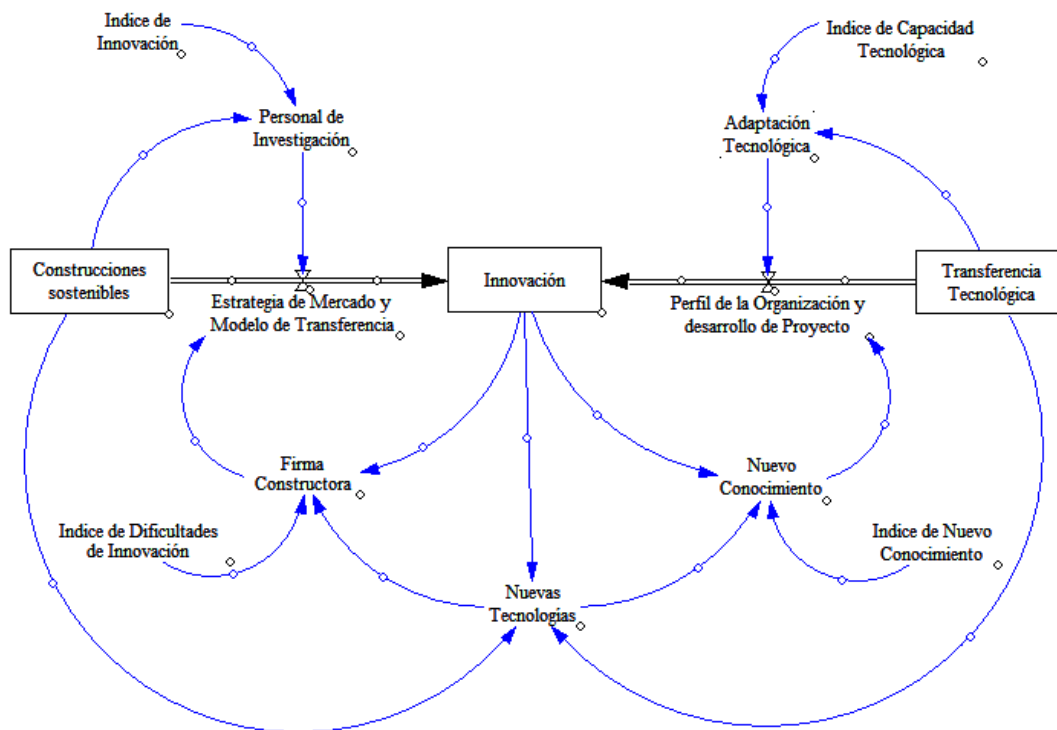 Indice de
Innovación
Indice de Capacidad
Tecnológica
Personal de
Investigación
Adaptación
Tecnológica
Construcciones
sostenibles
Innovación
Transferencia
Tecnológica
Estrategia de Mercado y
Modelo de Transferencia
Perfil de la Organización y
desarrollo de Proyecto
Firma
Constructora
Nuevo
Conocimiento
Indice de Dificultades
de Innovación
Indice de Nuevo
Conocimiento
Nuevas
Tecnologías